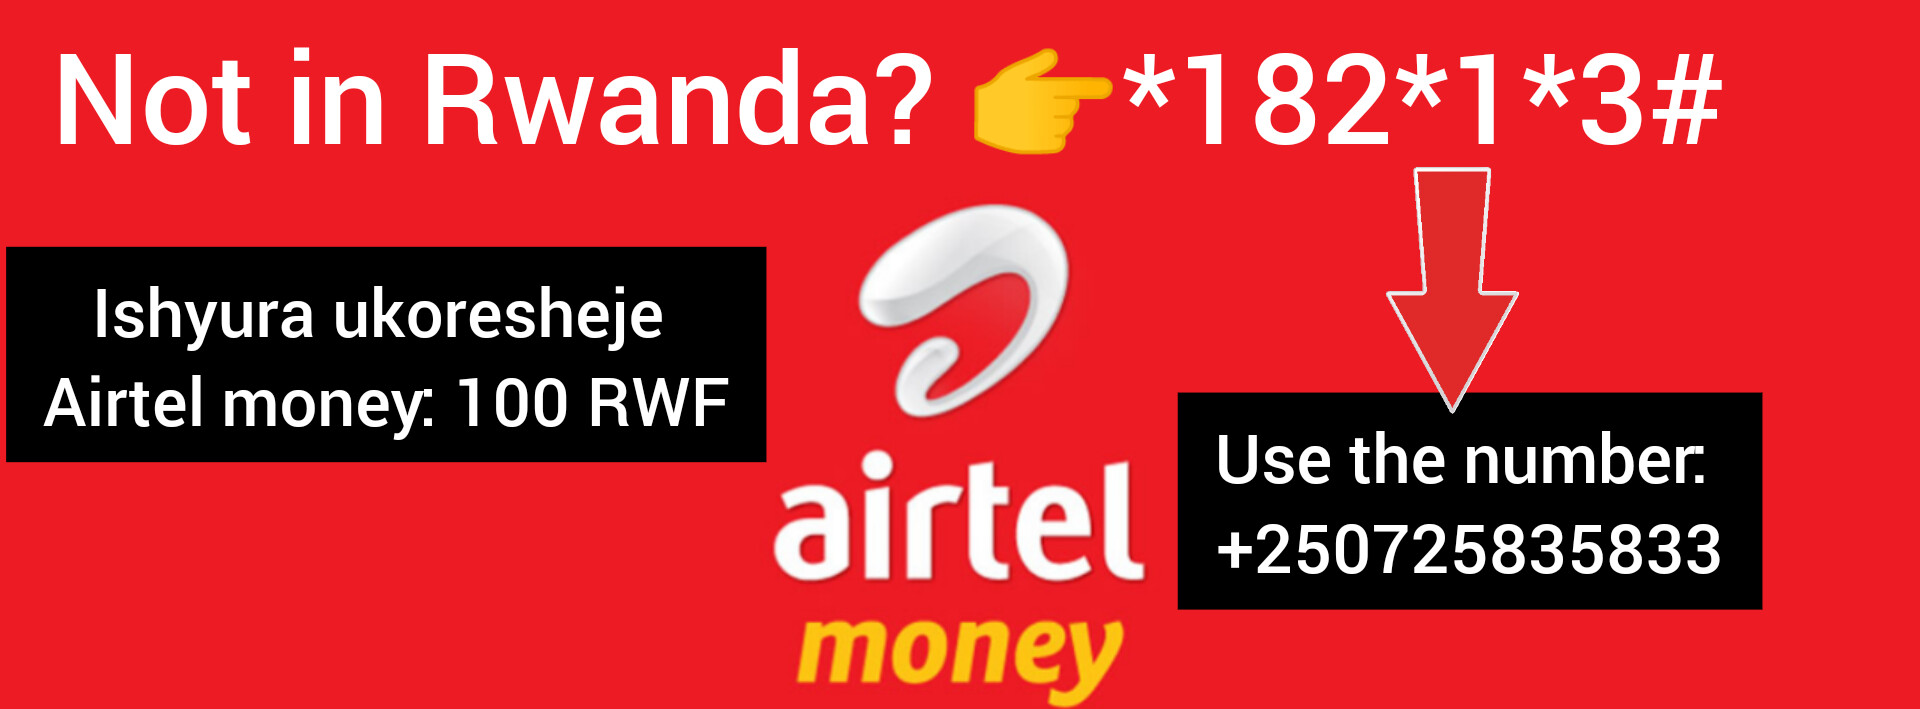 Not in Rwanda? 👉*182*1*3#
Ishyura ukoresheje
Airtel money: 100 RWF
airtel
money
Use the number:
+250725835833